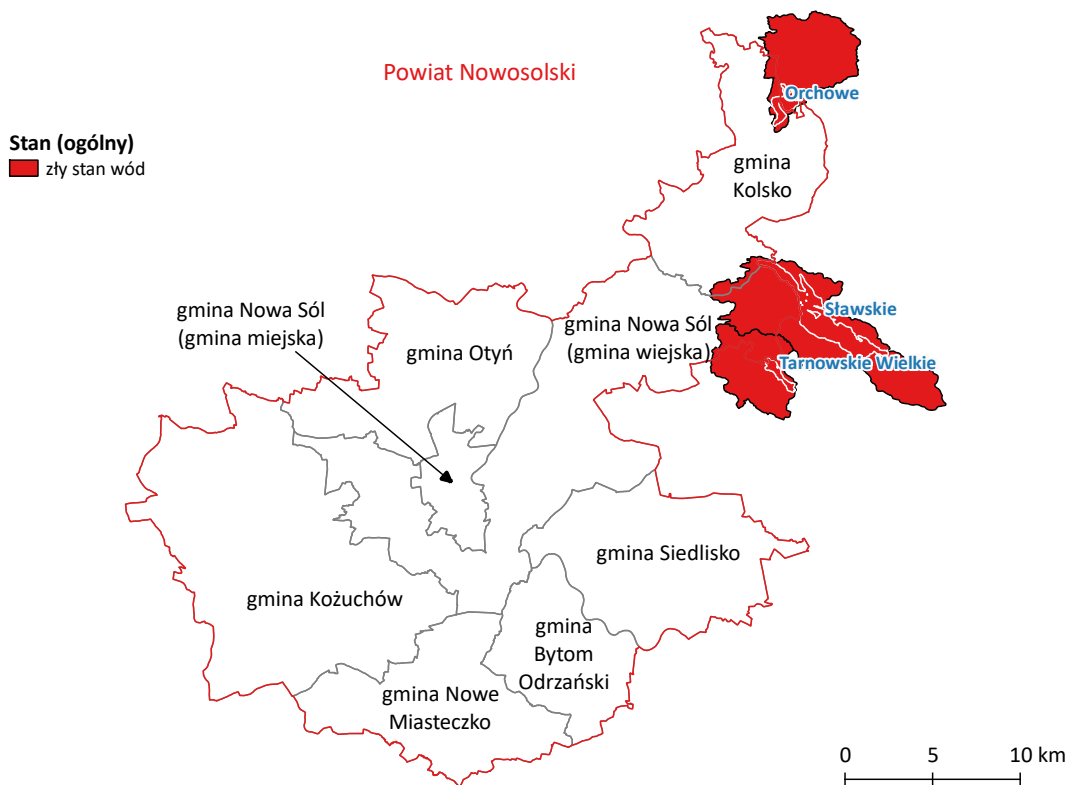 Powiat Nowosolski
Orchowe
Stan (ogólny)
zły stan wód
gmina
Kolsko
gmina Nowa Sól
(gmina miejska)
gmina Otyń
gmina Nowa Sól
(gmina wiejska)
Sławskie
Tarnowskie Wielkie
gmina Siedlisko
gmina Kożuchów
gmina
Bytom
Odrzański
gmina Nowe
Miasteczko
0 5 10 km